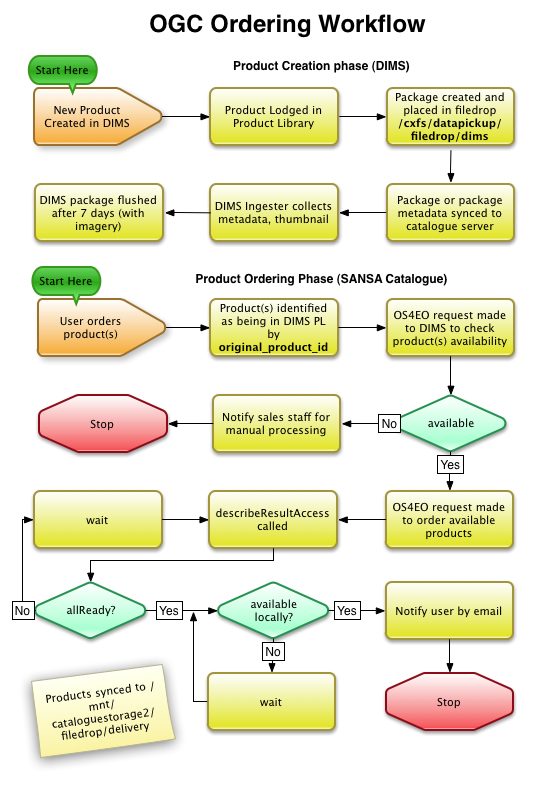 OGC Ordering Workflow
Product Creation phase (DIMS)
Start Here
New Product
Created in DIMS
Product Lodged in
Product Library
Package created and
placed in filedrop
/cxfs/datapickup/
filedrop/dims
DIMS package flushed
after 7 days (with
imagery)
DIMS Ingester collects
metadata, thumbnail
Package or package
metadata synced to
catalogue server
Product Ordering Phase (SANSA Catalogue)
Start Here
User orders
product(s)
Product(s) identified
as being in DIMS PL
by
original_product_id
OS4EO request made
to DIMS to check
product(s) availability
Stop
Notify sales staff for
manual processing
No
available
Yes
wait
describeResultAccess
called
OS4EO request made
to order available
products
No
allReady?
Yes
available
locally?
Yes
Notify user by email
No
Products synced to /
mnt/
cataloguestorage2/
filedrop/delivery
wait
Stop